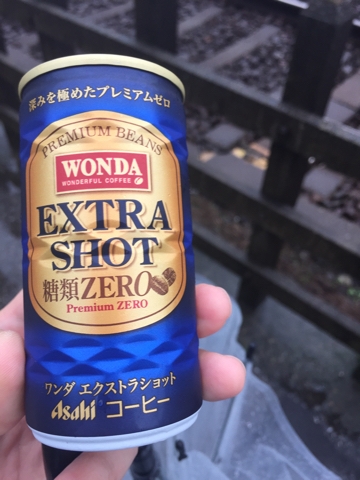 深みを極めたプレミアムゼロ
PREMIUM BEANS
WONDA
WONDERFUL COFFEE
EXTRA
SHOT
糖類ZERO
Premium ZERO
ワンダ エクストラショット
Asahi コーヒー